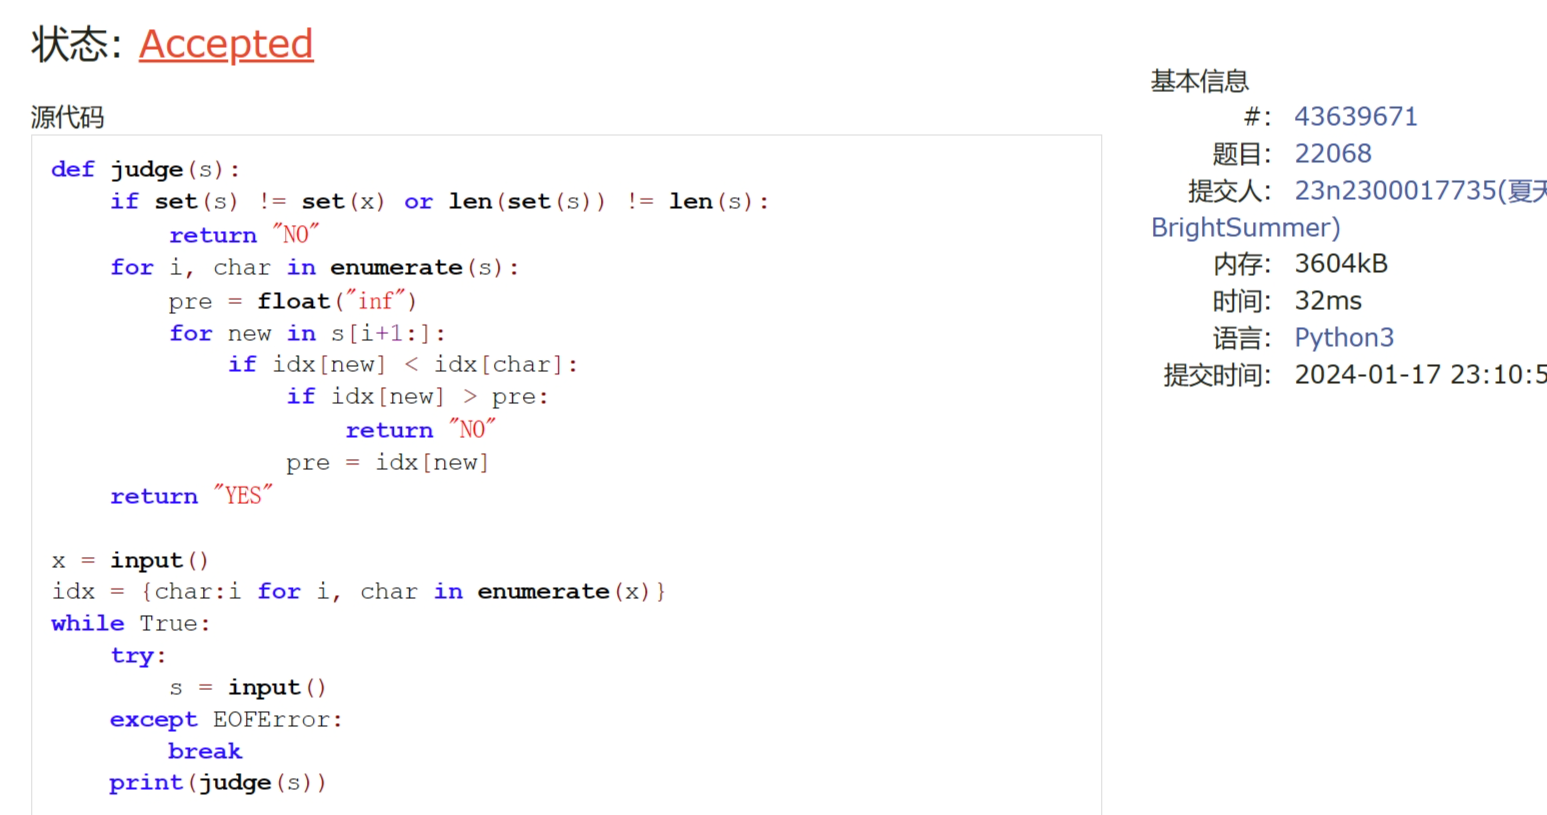 状态: Accepted
源代码
def judge(s):
    if set(s) != set(x) or len(set(s)) != len(s):
        return "NO"
    for i, char in enumerate(s):
        pre = float("inf")
        for new in s[i+1:]:
            if idx[new] < idx[char]:
                if idx[new] > pre:
                    return "NO"
                pre = idx[new]
    return "YES"

x = input()
idx = {char:i for i, char in enumerate(x)}
while True:
    try:
        s = input()
    except EOFError:
        break
    print(judge(s))
基本信息
#: 43639671
题目: 22068
提交人: 23n2300017735(夏天
BrightSummer)
内存: 3604kB
时间: 32ms
语言: Python3
提交时间: 2024-01-17 23:10:5